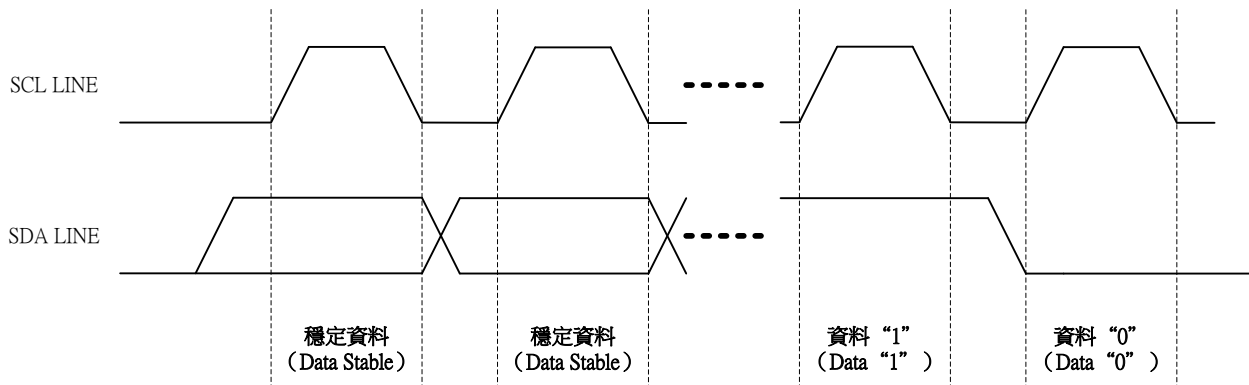 SCL LINE
SDA LINE
穩定資料
（Data Stable）
穩定資料
（Data Stable）
資料“1”
（Data“1”）
資料“0”
（Data“0”）